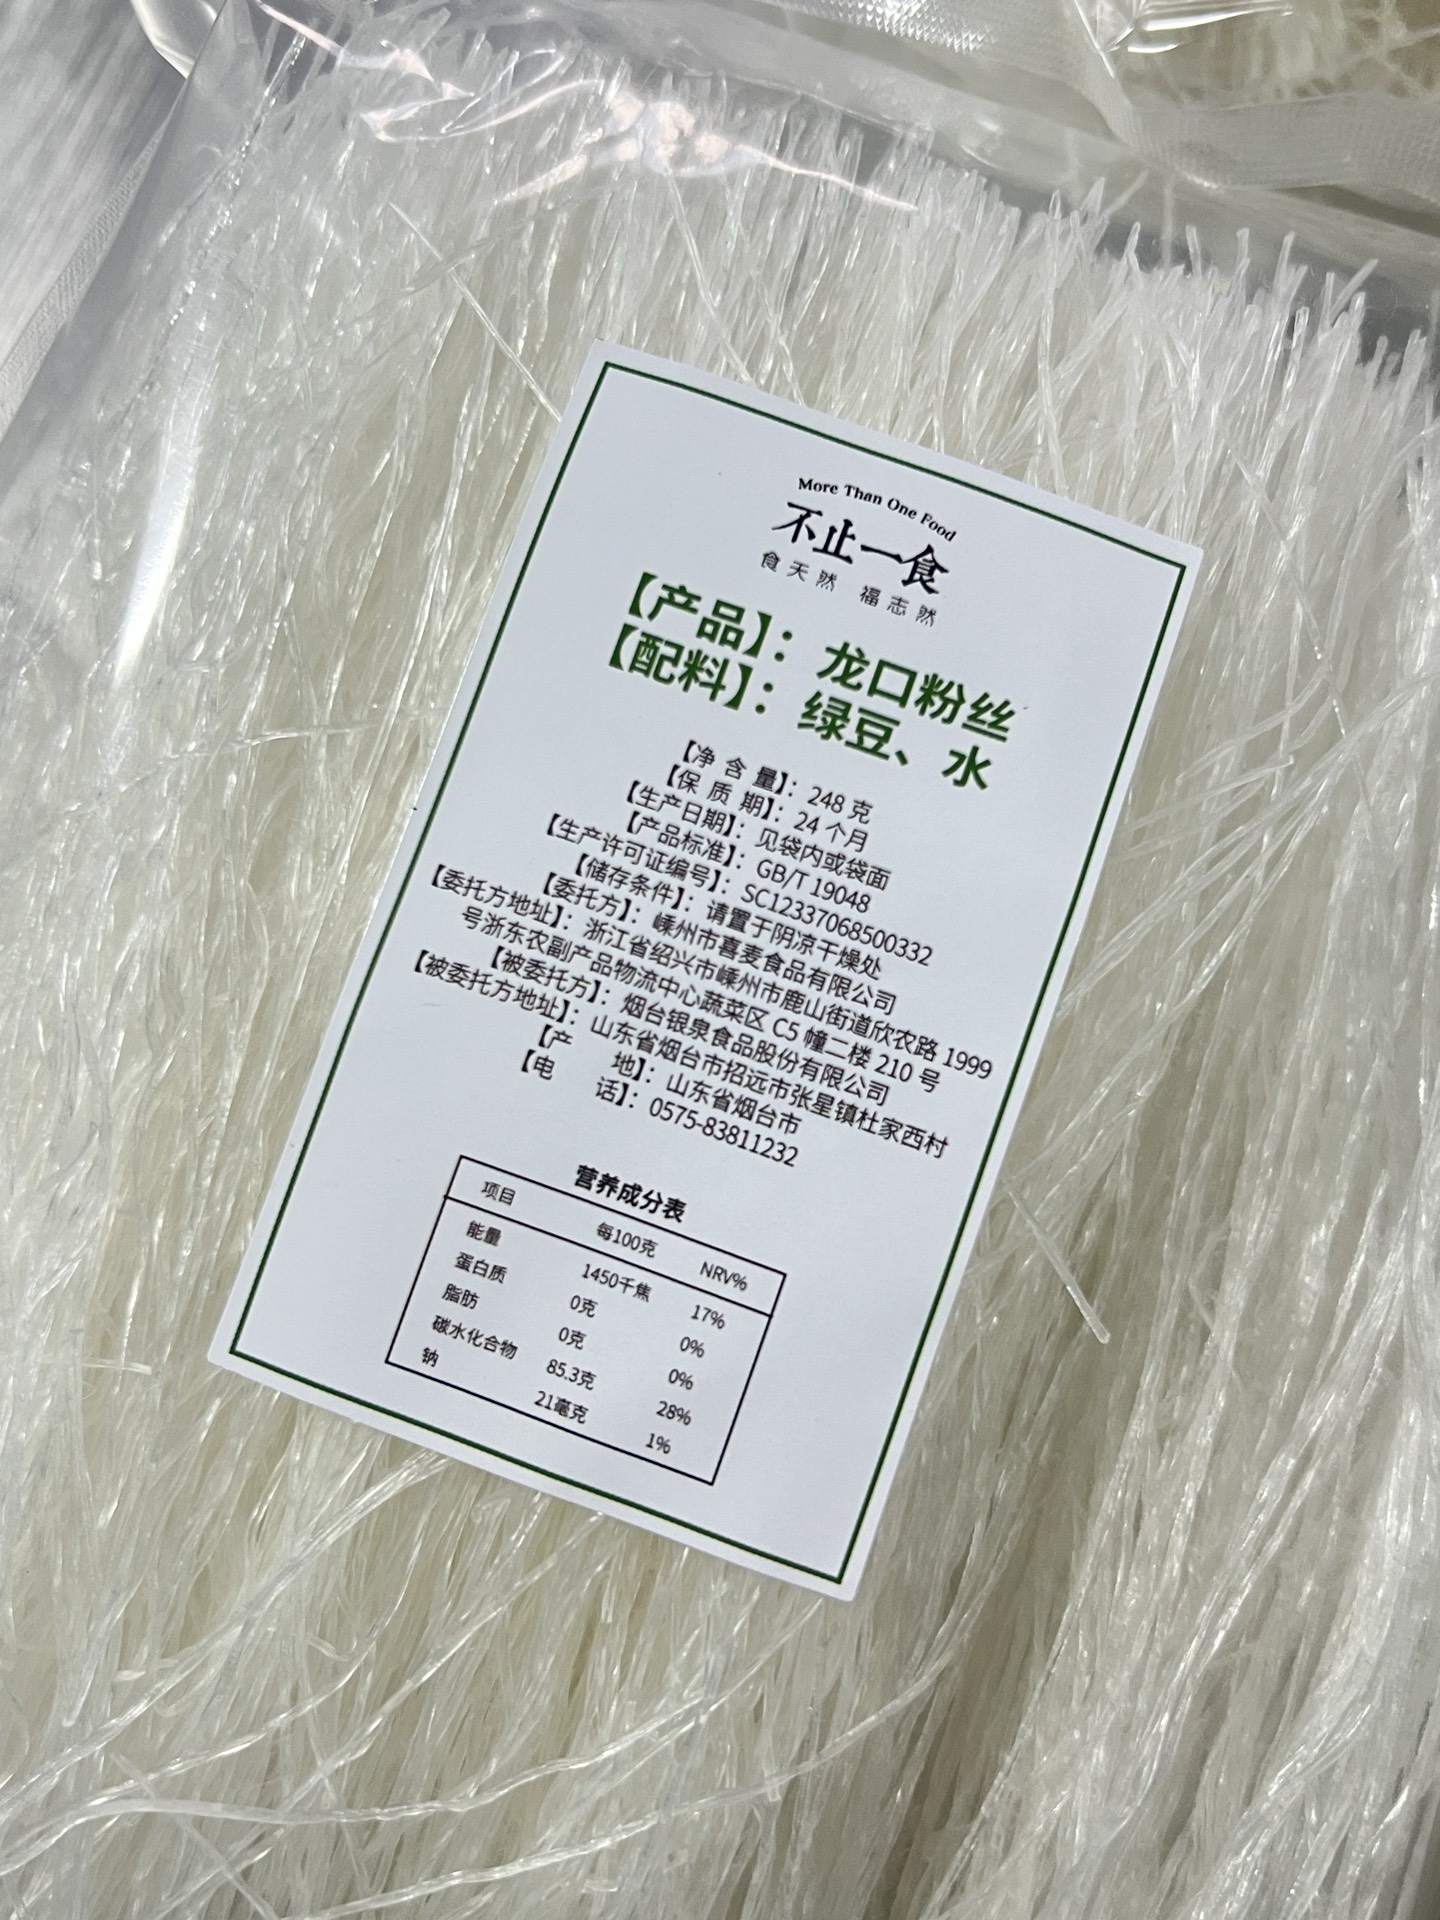 More Than One Food
不止一食
食天然 福志然
【产品】：龙口粉丝
【配料】：绿豆、水
【净 含 量】：248 克
【保 质 期】：24 个月
【生产日期】：见袋内或袋面
【产品标准】：GB/T 19048
【生产许可证编号】：SC12337068500332
【储存条件】：请置于阴凉干燥处
【委托方】：嵊州市喜麦食品有限公司
【委托方地址】：浙江省绍兴市嵊州市鹿山街道欣农路 1999
号浙东农副产品物流中心蔬菜区 C5 幢二楼 210 号
【被委托方】：烟台银泉食品股份有限公司
【被委托方地址】：山东省烟台市招远市张星镇杜家西村
【产 地】：山东省烟台市
【电 话】：0575-83811232
营养成分表
项目 每100克 NRV%
能量 1450千焦 17%
蛋白质 0克 0%
脂肪 0克 0%
碳水化合物 85.3克 28%
钠 21毫克 1%